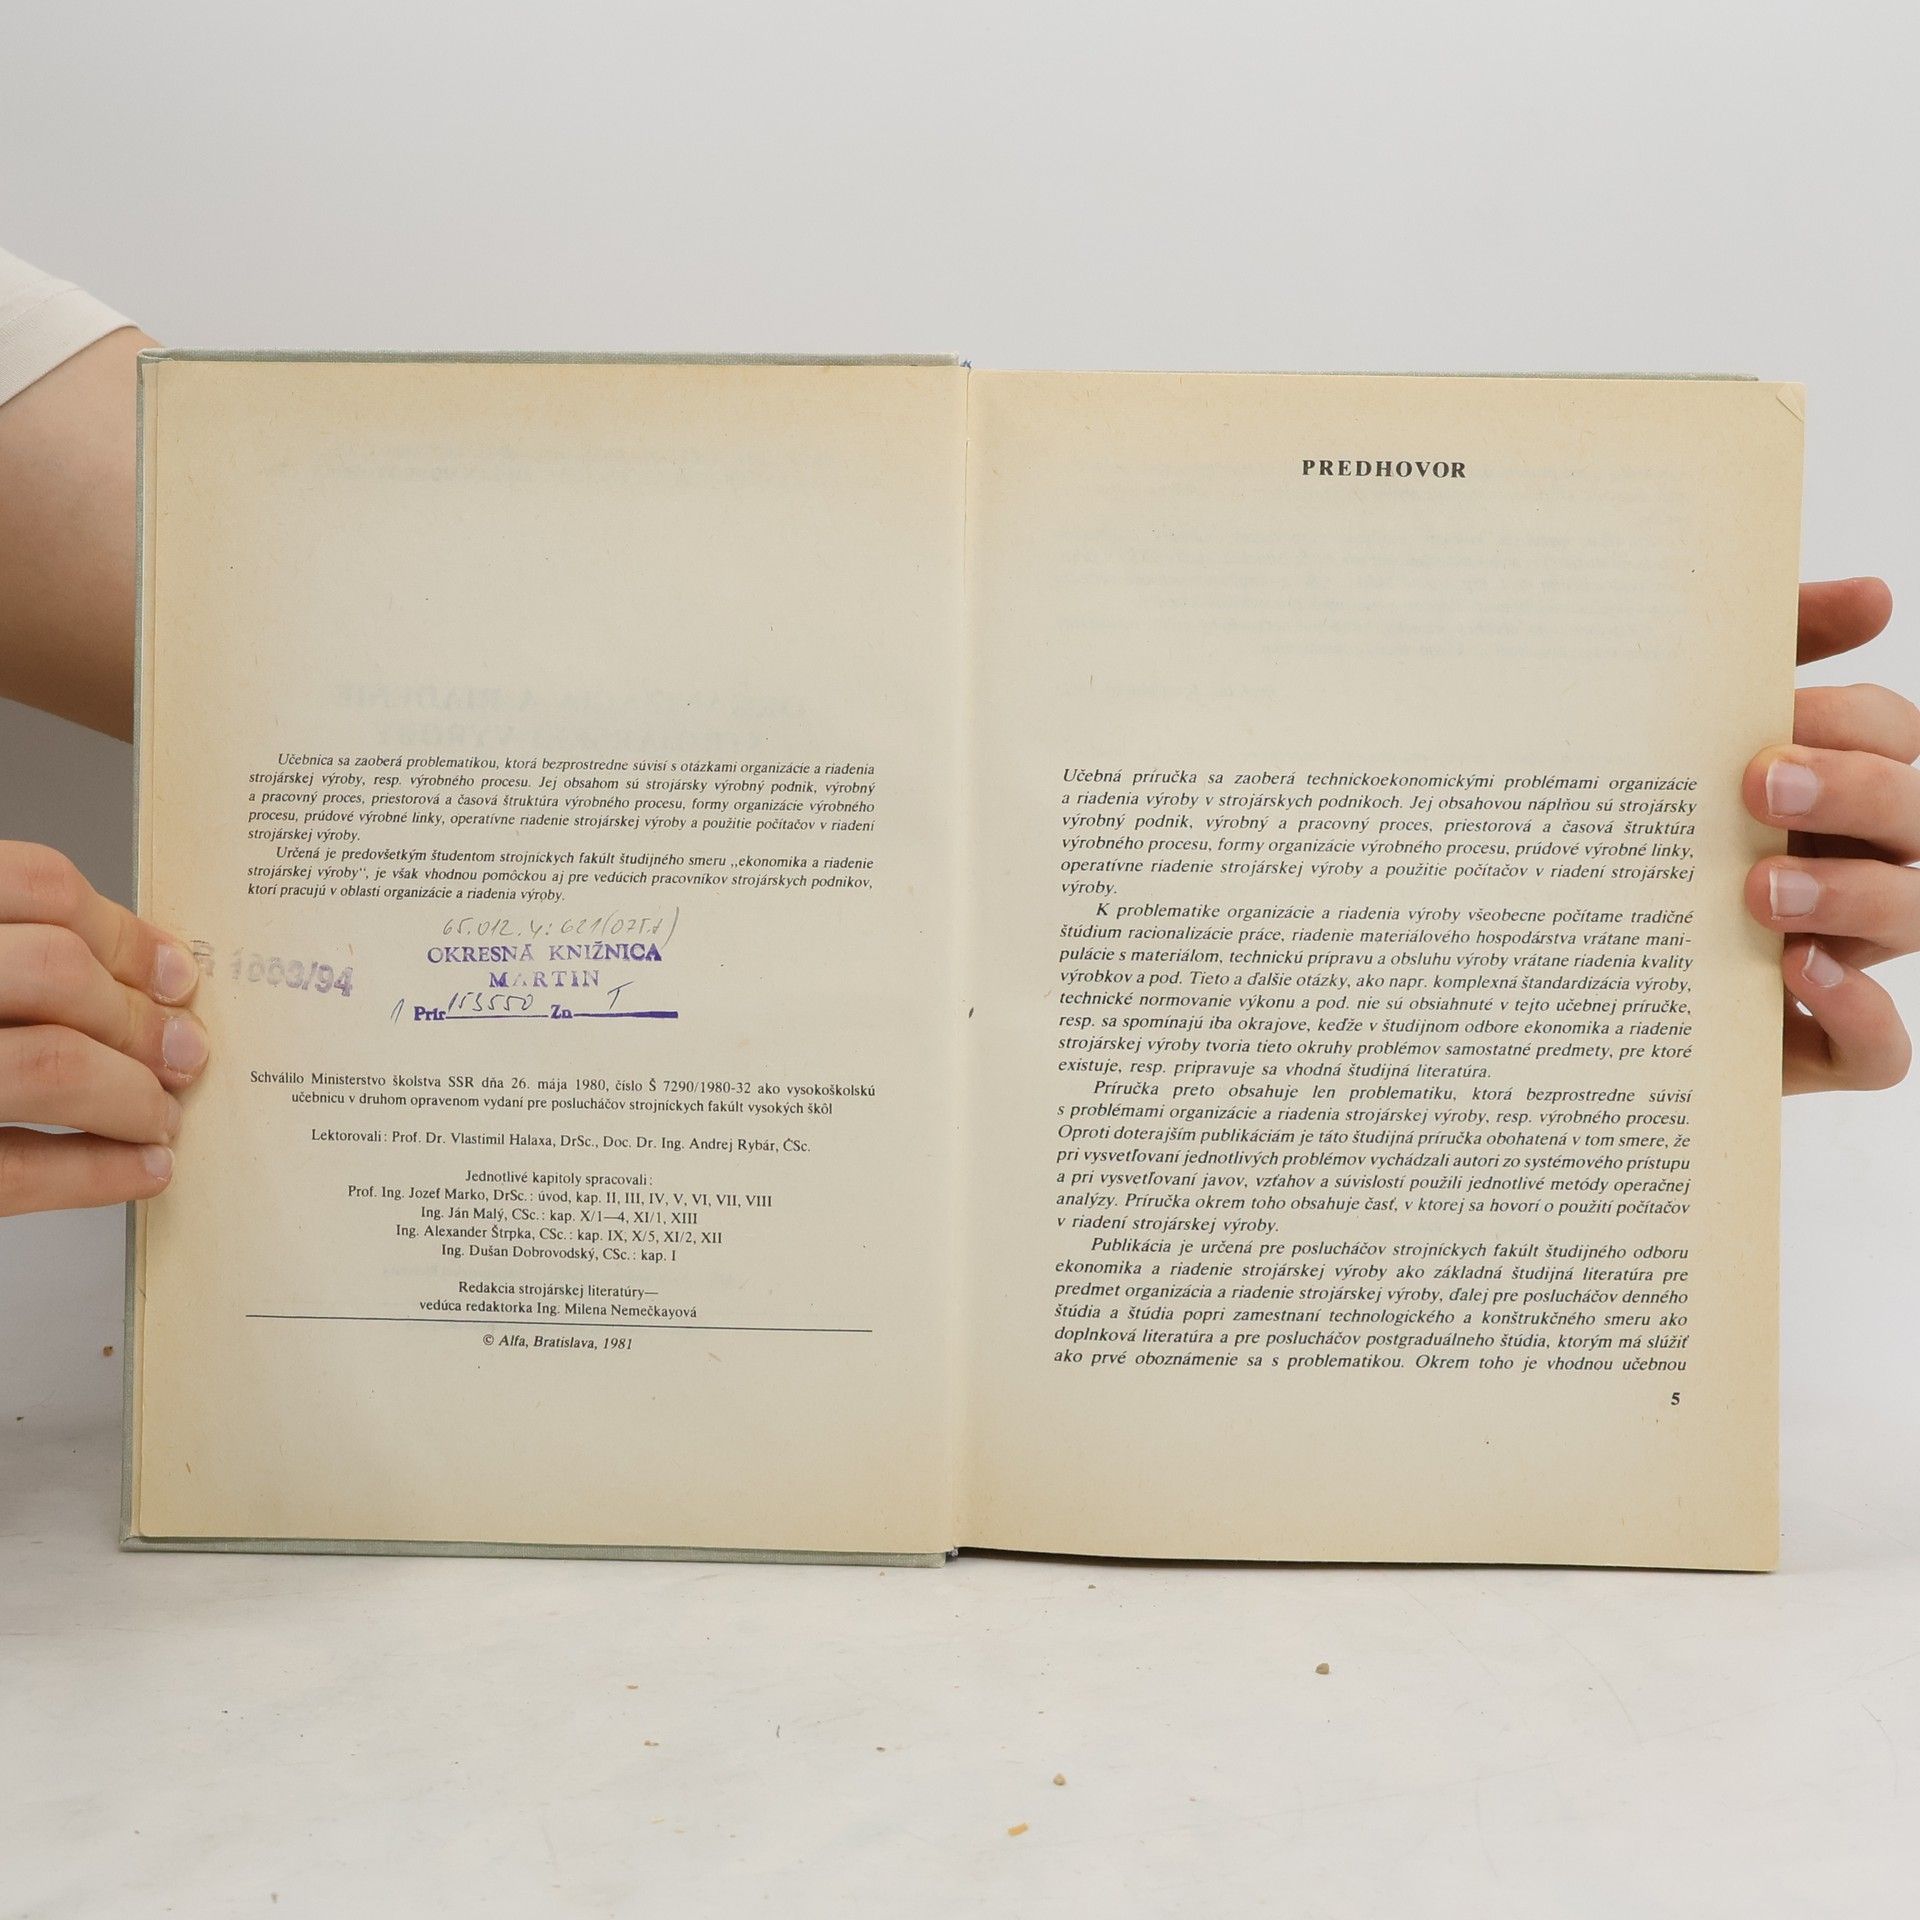 Učebnica sa zaoberá problematikou, ktorá bezprostredne súvisí s otázkami organizácie a riadenia
strojárskej výroby, resp. výrobného procesu. Jej obsahom sú strojársky výrobný podnik, výrobný
a pracovný proces, priestorová a časová štruktúra výrobného procesu, formy organizácie výrobného
procesu, prúdové výrobné linky, operatívne riadenie strojárskej výroby a použitie počítačov v riadení
strojárskej výroby.
Určená je predovšetkým študentom strojníckych fakúlt študijného smeru „ekonomika a riadenie
strojárskej výroby“, je však vhodnou pomôckou aj pre vedúcich pracovníkov strojárskych podnikov,
ktorí pracujú v oblasti organizácie a riadenia výroby.
65.012.4:621(075.8)
OKRESNÁ KNIŽNICA
MARTIN
Prír 153550 Zn T
/94
Schválilo Ministerstvo školstva SSR dňa 26. mája 1980, číslo Š 7290/1980-32 ako vysokoškolskú
učebnicu v druhom opravenom vydaní pre poslucháčov strojníckych fakúlt vysokých škôl
Lektorovali: Prof. Dr. Vlastimil Halaxa, DrSc., Doc. Dr. Ing. Andrej Rybár, ČSc.
Jednotlivé kapitoly spracovali:
Prof. Ing. Jozef Marko, DrSc.: úvod, kap. II, III, IV, V, VI, VII, VIII
Ing. Ján Malý, CSc.: kap. X/1—4, XI/1, XIII
Ing. Alexander Štrpka, CSc.: kap. IX, X/5, XI/2, XII
Ing. Dušan Dobrovodský, CSc.: kap. I
Redakcia strojárskej literatúry—
vedúca redaktorka Ing. Milena Nemečkayová
© Alfa, Bratislava, 1981
PREDHOVOR
Učebná príručka sa zaoberá technickoekonomickými problémami organizácie
a riadenia výroby v strojárskych podnikoch. Jej obsahovou náplňou sú strojársky
výrobný podnik, výrobný a pracovný proces, priestorová a časová štruktúra
výrobného procesu, formy organizácie výrobného procesu, prúdové výrobné linky,
operatívne riadenie strojárskej výroby a použitie počítačov v riadení strojárskej
výroby.
K problematike organizácie a riadenia výroby všeobecne počítame tradičné
štúdium racionalizácie práce, riadenie materiálového hospodárstva vrátane mani-
pulácie s materiálom, technickú prípravu a obsluhu výroby vrátane riadenia kvality
výrobkov a pod. Tieto a ďalšie otázky, ako napr. komplexná štandardizácia výroby,
technické normovanie výkonu a pod. nie sú obsiahnuté v tejto učebnej príručke,
resp. sa spomínajú iba okrajove, keďže v študijnom odbore ekonomika a riadenie
strojárskej výroby tvoria tieto okruhy problémov samostatné predmety, pre ktoré
existuje, resp. pripravuje sa vhodná študijná literatúra.
Príručka preto obsahuje len problematiku, ktorá bezprostredne súvisí
s problémami organizácie a riadenia strojárskej výroby, resp. výrobného procesu.
Oproti doterajším publikáciám je táto študijná príručka obohatená v tom smere, že
pri vysvetľovaní jednotlivých problémov vychádzali autori zo systémového prístupu
a pri vysvetľovaní javov, vzťahov a súvislostí použili jednotlivé metódy operačnej
analýzy. Príručka okrem toho obsahuje časť, v ktorej sa hovorí o použití počítačov
v riadení strojárskej výroby.
Publikácia je určená pre poslucháčov strojníckych fakúlt študijného odboru
ekonomika a riadenie strojárskej výroby ako základná študijná literatúra pre
predmet organizácia a riadenie strojárskej výroby, ďalej pre poslucháčov denného
štúdia a štúdia popri zamestnaní technologického a konštrukčného smeru ako
doplnková literatúra a pre poslucháčov postgraduálneho štúdia, ktorým má slúžiť
ako prvé oboznámenie sa s problematikou. Okrem toho je vhodnou učebnou
5